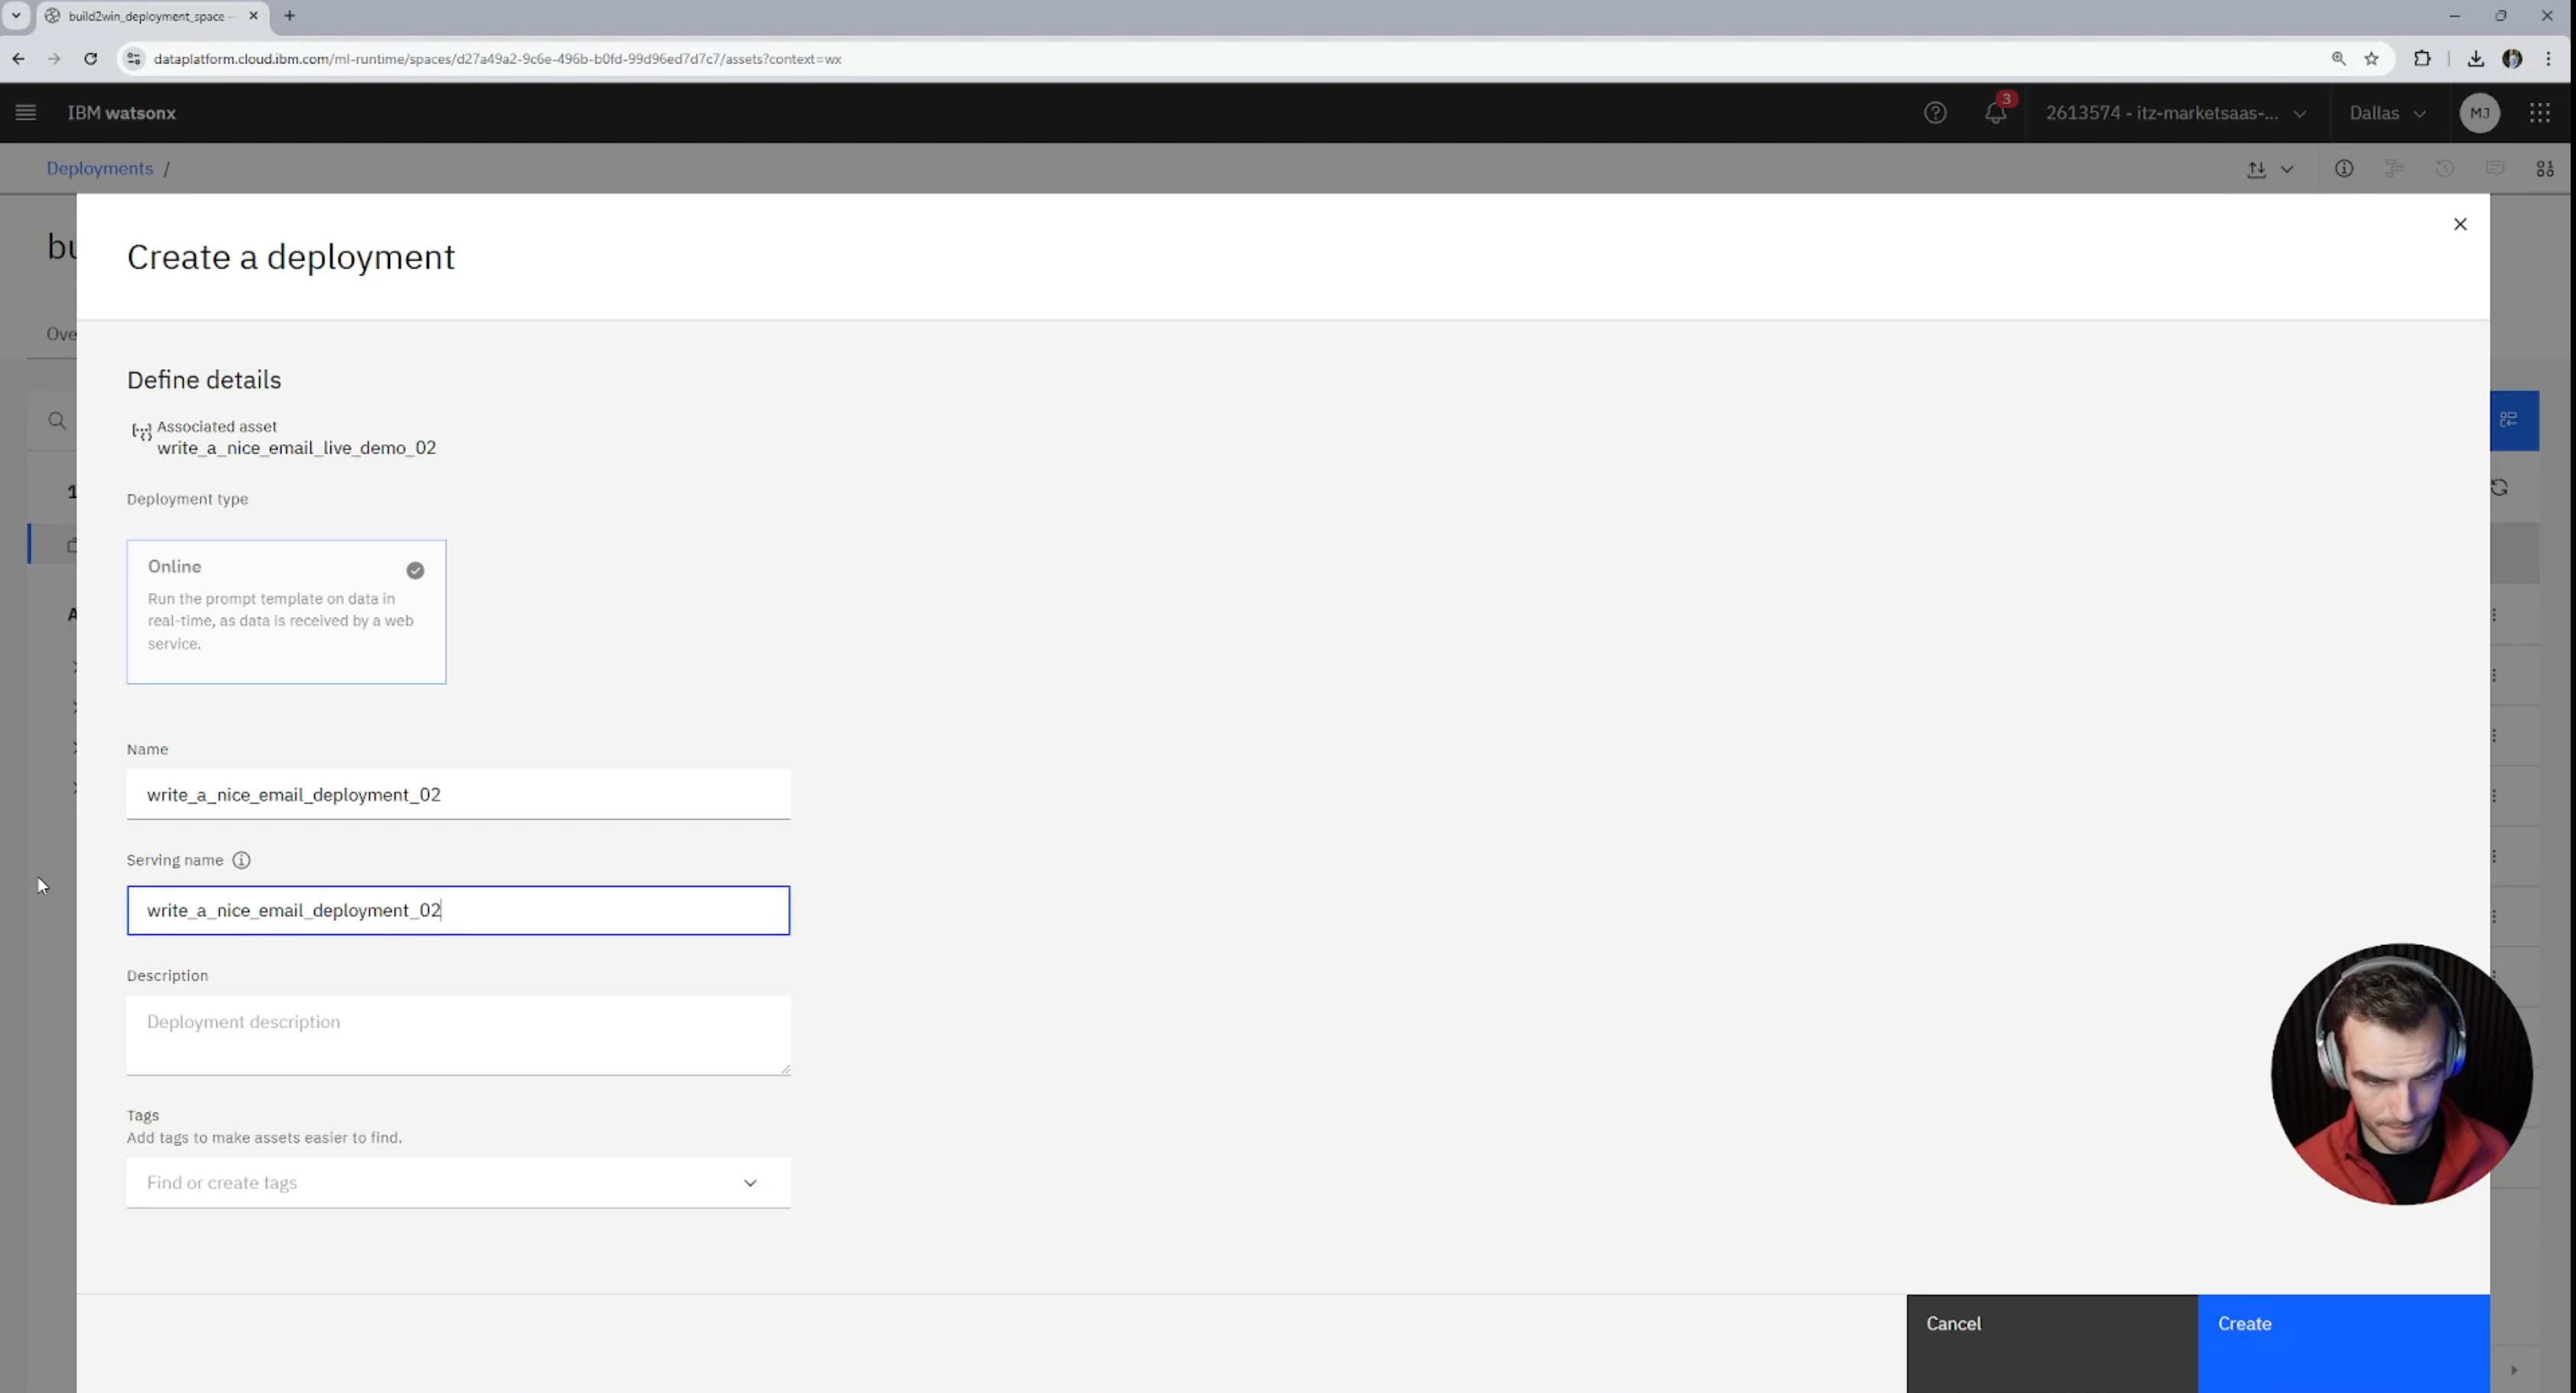 build2win_deployment_space –
dataplatform.cloud.ibm.com/ml-runtime/spaces/d27a49a2-9c6e-496b-b0fd-99d96ed7d7c7/assets?context=wx
IBM watsonx
3
2613574 - itz-marketsaas-...
Dallas
MJ
Deployments /
bu
Create a deployment
Ove
Define details
Associated asset
write_a_nice_email_live_demo_02
Deployment type
1
Online
Run the prompt template on data in
real-time, as data is received by a web
service.
A
Name
write_a_nice_email_deployment_02
Serving name
write_a_nice_email_deployment_02
Description
Deployment description
Tags
Add tags to make assets easier to find.
Find or create tags
Cancel
Create